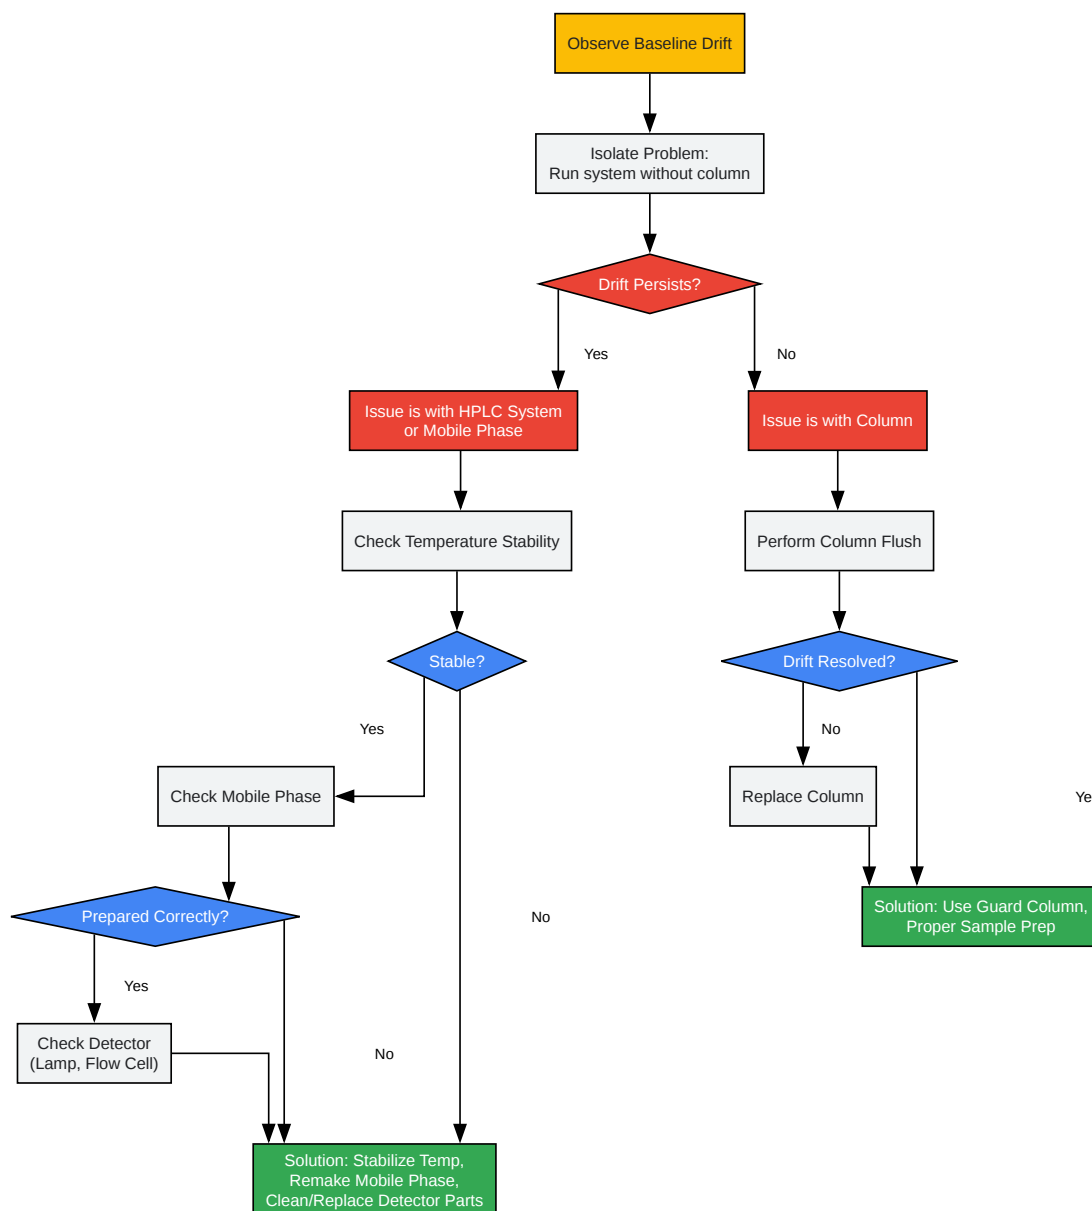 Observe Baseline Drift
Isolate Problem:
Run system without column
Drift Persists?
Yes
No
Issue is with HPLC System
or Mobile Phase
Issue is with Column
Check Temperature Stability
Perform Column Flush
Stable?
Drift Resolved?
Yes
No
Check Mobile Phase
Replace Column
Ye
Prepared Correctly?
No
Solution: Use Guard Column,
Proper Sample Prep
Yes
Check Detector
(Lamp, Flow Cell)
No
Solution: Stabilize Temp,
Remake Mobile Phase,
Clean/Replace Detector Parts